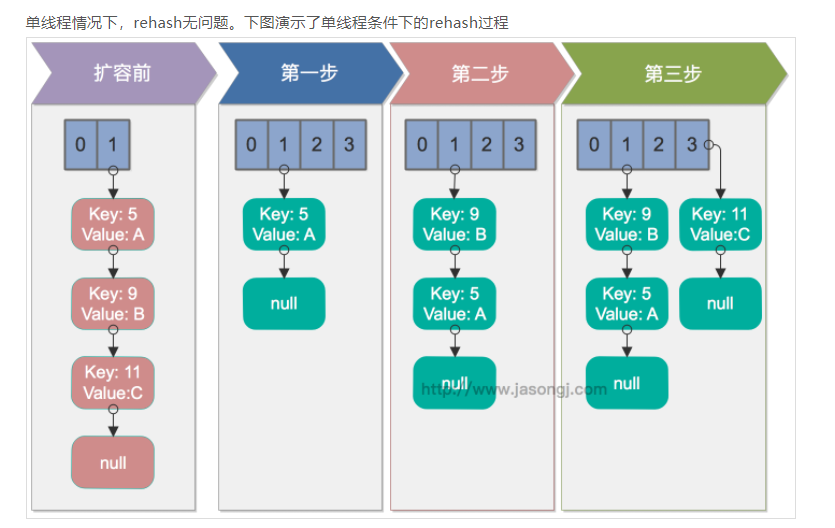 单线程情况下，rehash无问题。下图演示了单线程条件下的rehash过程
扩容前
第一步
第二步
第三步
0 1
Key: 5
Value: A
Key: 9
Value: B
Key: 11
Value:C
null
0 1 2 3
Key: 5
Value: A
null
0 1 2 3
Key: 9
Value: B
Key: 5
Value: A
null
0 1 2 3
Key: 9
Value: B
Key: 5
Value: A
null
Key: 11
Value:C
null
http://www.jasongj.com